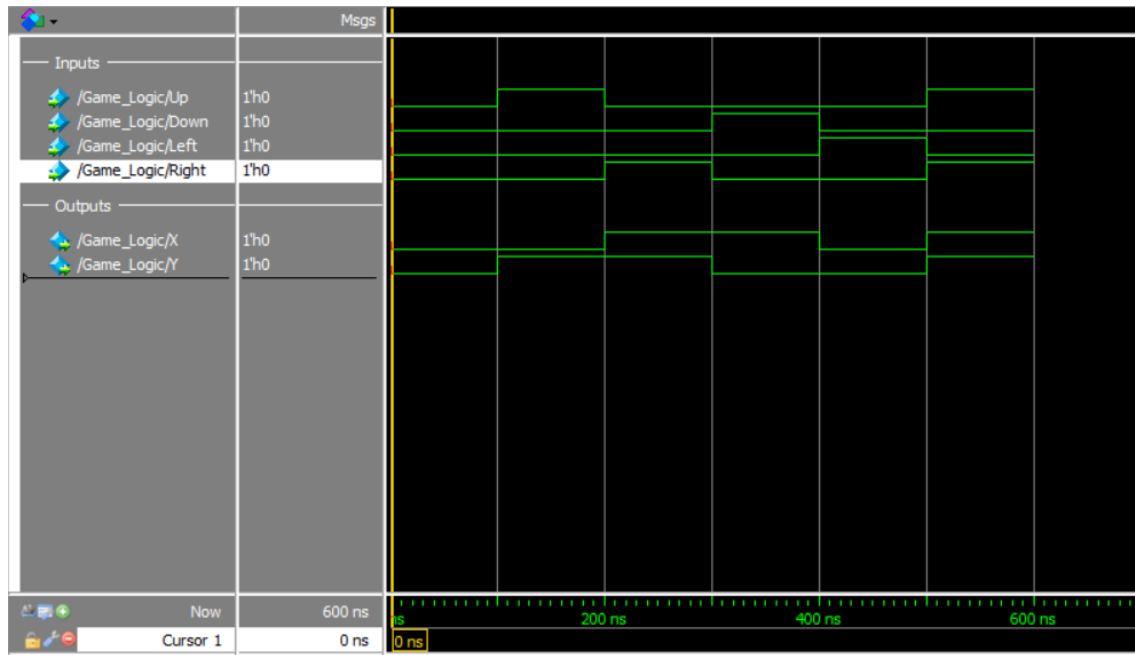 Msgs
Inputs
/Game_Logic/Up 1'h0
/Game_Logic/Down 1'h0
/Game_Logic/Left 1'h0
/Game_Logic/Right 1'h0
Outputs
/Game_Logic/X 1'h0
/Game_Logic/Y 1'h0
Now 600 ns ns 200 ns 400 ns 600 ns
Cursor 1 0 ns 0 ns